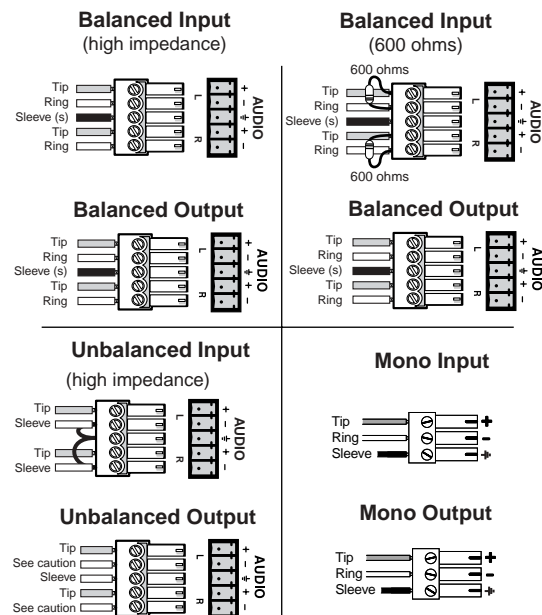 Balanced Input
(high impedance)
Tip
Ring
Sleeve (s)
Tip
Ring
L
R
+
-
+
-
AUDIO
Balanced Output
Tip
Ring
Sleeve (s)
Tip
Ring
L
R
+
-
+
-
AUDIO
Balanced Input
(600 ohms)
600 ohms
Tip
Ring
Sleeve (s)
Tip
Ring
600 ohms
L
R
+
-
+
-
AUDIO
Balanced Output
Tip
Ring
Sleeve (s)
Tip
Ring
L
R
+
-
+
-
AUDIO
Unbalanced Input
(high impedance)
Tip
Sleeve
Tip
Sleeve
L
R
+
-
+
-
AUDIO
Unbalanced Output
Tip
See caution
Sleeve
Tip
See caution
L
R
+
-
+
-
AUDIO
Mono Input
Tip +
Ring -
Sleeve
Mono Output
Tip +
Ring -
Sleeve